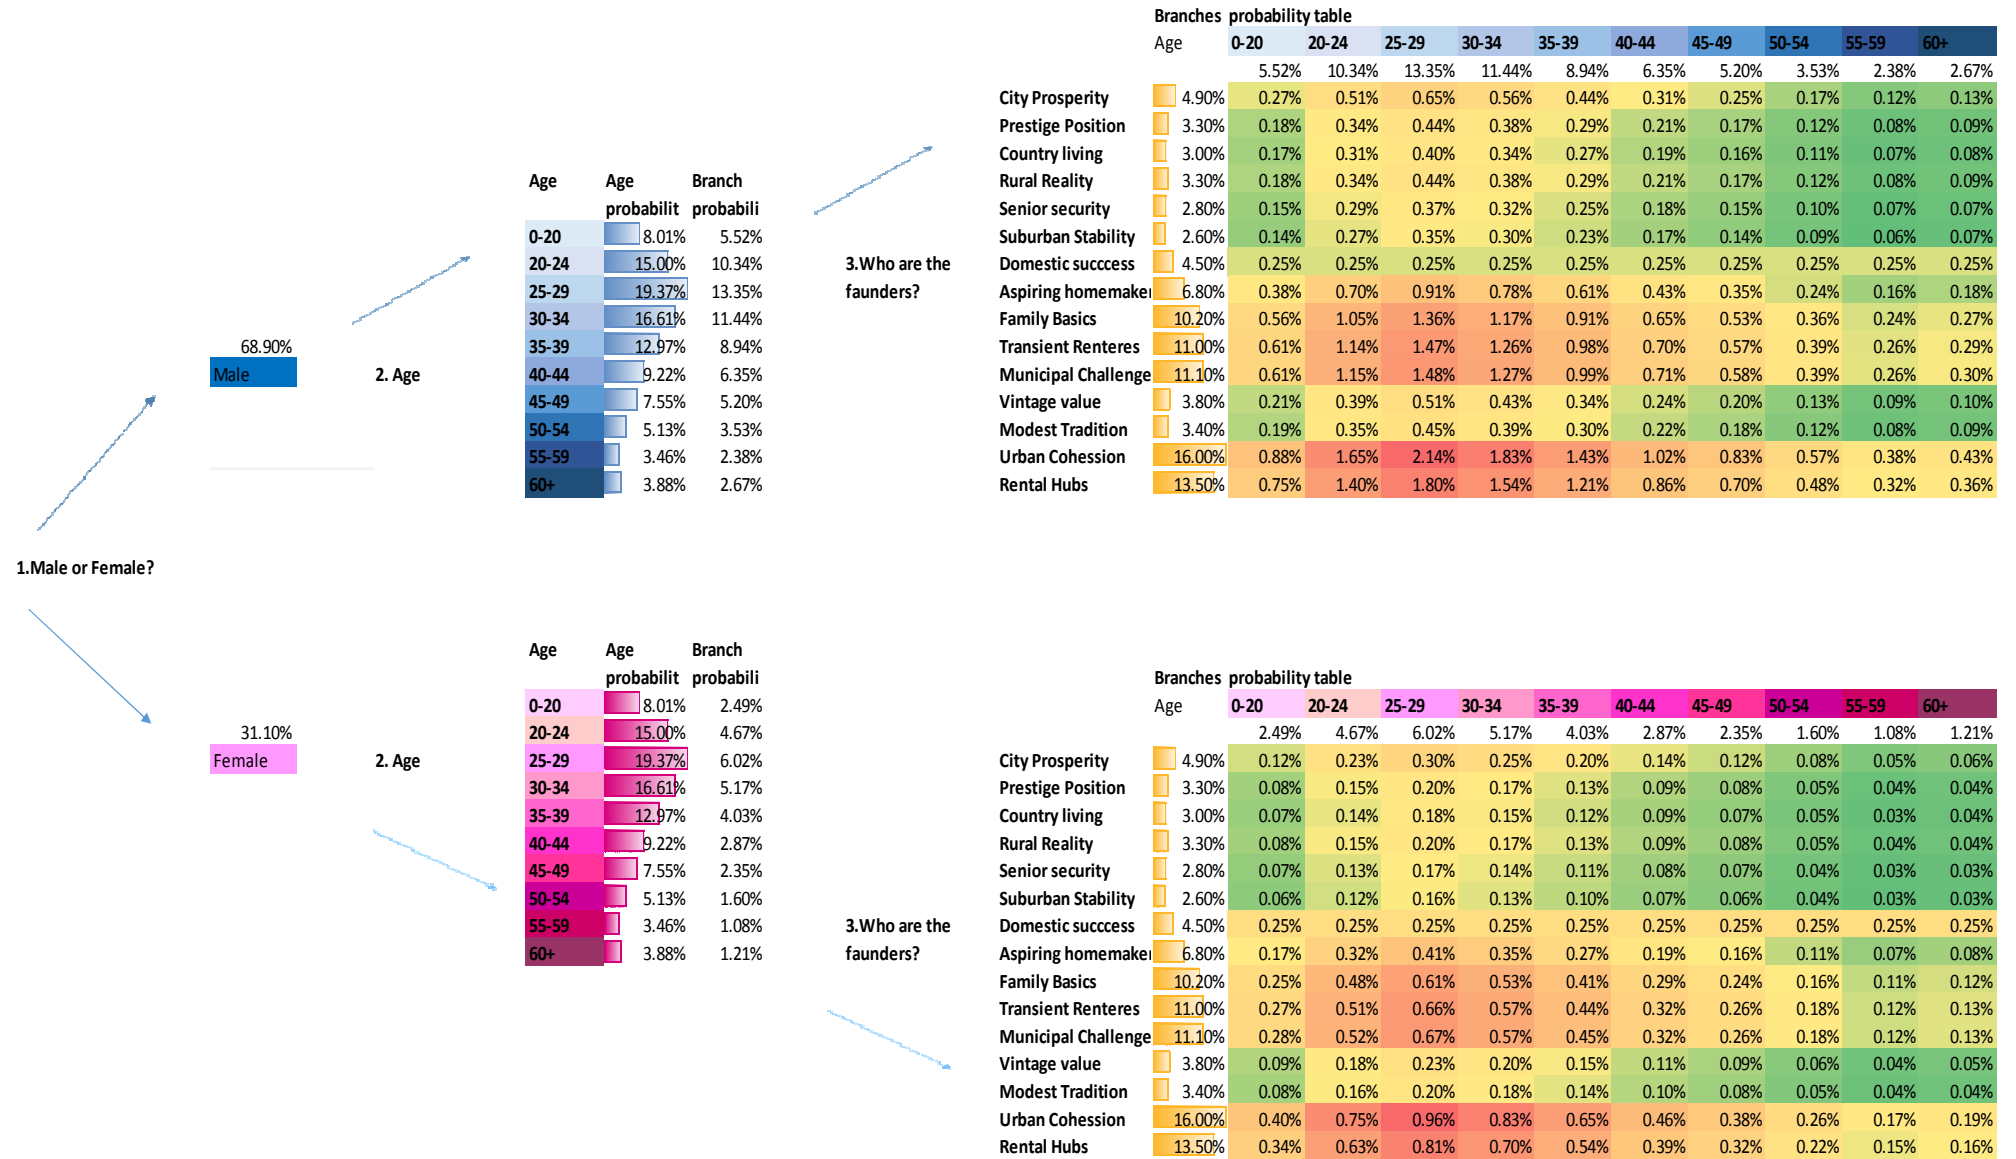 Branches probability table
Age 0-20 20-24 25-29 30-34 35-39 40-44 45-49 50-54 55-59 60+
5.52% 10.34% 13.35% 11.44% 8.94% 6.35% 5.20% 3.53% 2.38% 2.67%
City Prosperity 4.90% 0.27% 0.51% 0.65% 0.56% 0.44% 0.31% 0.25% 0.17% 0.12% 0.13%
Prestige Position 3.30% 0.18% 0.34% 0.44% 0.38% 0.29% 0.21% 0.17% 0.12% 0.08% 0.09%
Country living 3.00% 0.17% 0.31% 0.40% 0.34% 0.27% 0.19% 0.16% 0.11% 0.07% 0.08%
Rural Reality 3.30% 0.18% 0.34% 0.44% 0.38% 0.29% 0.21% 0.17% 0.12% 0.08% 0.09%
Senior security 2.80% 0.15% 0.29% 0.37% 0.32% 0.25% 0.18% 0.15% 0.10% 0.07% 0.07%
Suburban Stability 2.60% 0.14% 0.27% 0.35% 0.30% 0.23% 0.17% 0.14% 0.09% 0.06% 0.07%
Domestic succcess 4.50% 0.25% 0.25% 0.25% 0.25% 0.25% 0.25% 0.25% 0.25% 0.25% 0.25%
Aspiring homemaker 6.80% 0.38% 0.70% 0.91% 0.78% 0.61% 0.43% 0.35% 0.24% 0.16% 0.18%
Family Basics 10.20% 0.56% 1.05% 1.36% 1.17% 0.91% 0.65% 0.53% 0.36% 0.24% 0.27%
Transient Renteres 11.00% 0.61% 1.14% 1.47% 1.26% 0.98% 0.70% 0.57% 0.39% 0.26% 0.29%
Municipal Challenge 11.10% 0.61% 1.15% 1.48% 1.27% 0.99% 0.71% 0.58% 0.39% 0.26% 0.30%
Vintage value 3.80% 0.21% 0.39% 0.51% 0.43% 0.34% 0.24% 0.20% 0.13% 0.09% 0.10%
Modest Tradition 3.40% 0.19% 0.35% 0.45% 0.39% 0.30% 0.22% 0.18% 0.12% 0.08% 0.09%
Urban Cohession 16.00% 0.88% 1.65% 2.14% 1.83% 1.43% 1.02% 0.83% 0.57% 0.38% 0.43%
Rental Hubs 13.50% 0.75% 1.40% 1.80% 1.54% 1.21% 0.86% 0.70% 0.48% 0.32% 0.36%
Age Age Branch
probabilit probabili
0-20 8.01% 5.52%
20-24 15.00% 10.34%
25-29 19.37% 13.35%
30-34 16.61% 11.44%
35-39 12.97% 8.94%
40-44 9.22% 6.35%
45-49 7.55% 5.20%
50-54 5.13% 3.53%
55-59 3.46% 2.38%
60+ 3.88% 2.67%
3.Who are the
faunders?
68.90%
Male
2. Age
1.Male or Female?
31.10%
Female
2. Age
Age Age Branch
probabilit probabili
0-20 8.01% 2.49%
20-24 15.00% 4.67%
25-29 19.37% 6.02%
30-34 16.61% 5.17%
35-39 12.97% 4.03%
40-44 9.22% 2.87%
45-49 7.55% 2.35%
50-54 5.13% 1.60%
55-59 3.46% 1.08%
60+ 3.88% 1.21%
3.Who are the
faunders?
Branches probability table
Age 0-20 20-24 25-29 30-34 35-39 40-44 45-49 50-54 55-59 60+
2.49% 4.67% 6.02% 5.17% 4.03% 2.87% 2.35% 1.60% 1.08% 1.21%
City Prosperity 4.90% 0.12% 0.23% 0.30% 0.25% 0.20% 0.14% 0.12% 0.08% 0.05% 0.06%
Prestige Position 3.30% 0.08% 0.15% 0.20% 0.17% 0.13% 0.09% 0.08% 0.05% 0.04% 0.04%
Country living 3.00% 0.07% 0.14% 0.18% 0.15% 0.12% 0.09% 0.07% 0.05% 0.03% 0.04%
Rural Reality 3.30% 0.08% 0.15% 0.20% 0.17% 0.13% 0.09% 0.08% 0.05% 0.04% 0.04%
Senior security 2.80% 0.07% 0.13% 0.17% 0.14% 0.11% 0.08% 0.07% 0.04% 0.03% 0.03%
Suburban Stability 2.60% 0.06% 0.12% 0.16% 0.13% 0.10% 0.07% 0.06% 0.04% 0.03% 0.03%
Domestic succcess 4.50% 0.25% 0.25% 0.25% 0.25% 0.25% 0.25% 0.25% 0.25% 0.25% 0.25%
Aspiring homemaker 6.80% 0.17% 0.32% 0.41% 0.35% 0.27% 0.19% 0.16% 0.11% 0.07% 0.08%
Family Basics 10.20% 0.25% 0.48% 0.61% 0.53% 0.41% 0.29% 0.24% 0.16% 0.11% 0.12%
Transient Renteres 11.00% 0.27% 0.51% 0.66% 0.57% 0.44% 0.32% 0.26% 0.18% 0.12% 0.13%
Municipal Challenge 11.10% 0.28% 0.52% 0.67% 0.57% 0.45% 0.32% 0.26% 0.18% 0.12% 0.13%
Vintage value 3.80% 0.09% 0.18% 0.23% 0.20% 0.15% 0.11% 0.09% 0.06% 0.04% 0.05%
Modest Tradition 3.40% 0.08% 0.16% 0.20% 0.18% 0.14% 0.10% 0.08% 0.05% 0.04% 0.04%
Urban Cohession 16.00% 0.40% 0.75% 0.96% 0.83% 0.65% 0.46% 0.38% 0.26% 0.17% 0.19%
Rental Hubs 13.50% 0.34% 0.63% 0.81% 0.70% 0.54% 0.39% 0.32% 0.22% 0.15% 0.16%